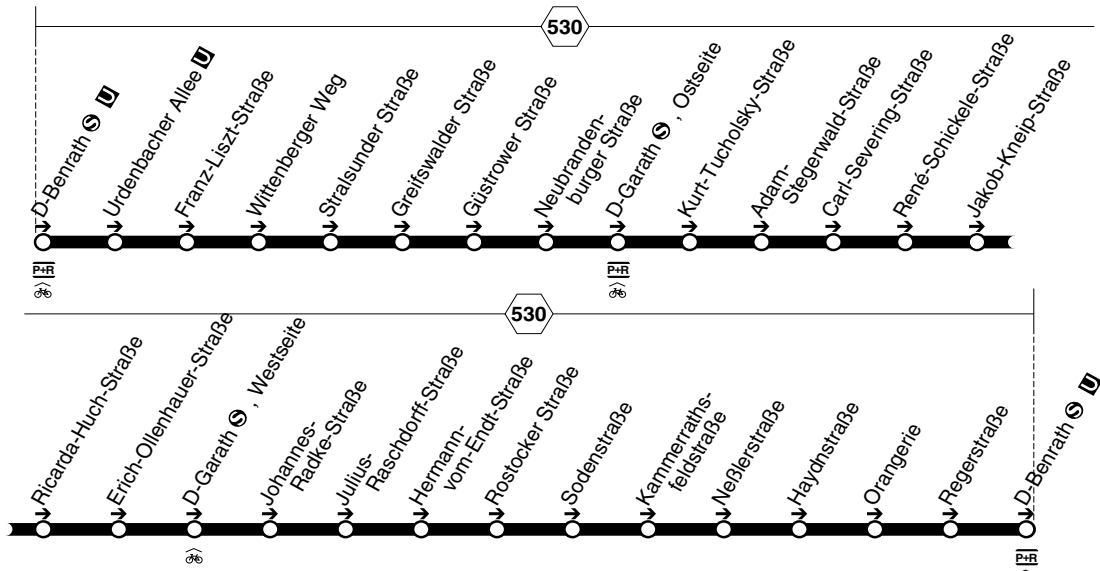 530
D-Benrath S U
Urdenbacher Allee U
Franz-Liszt-Straße
Wittenberger Weg
Stralsunder Straße
Greifswalder Straße
Güstrower Straße
Neubranden-
burger Straße
D-Garath S , Ostseite
Kurt-Tucholsky-Straße
Adam-
Stegerwald-Straße
Carl-Severing-Straße
René-Schickele-Straße
Jakob-Kneip-Straße
P+R
P+R
530
Ricarda-Huch-Straße
Erich-Ollenhauer-Straße
D-Garath S , Westseite
Johannes-
Radke-Straße
Julius-
Raschdorff-Straße
Hermann-
vom-Endt-Straße
Rostocker Straße
Sodenstraße
Kammerraths-
feldstraße
Neßlerstraße
Haydnstraße
Orangerie
Regerstraße
D-Benrath S U
P+R